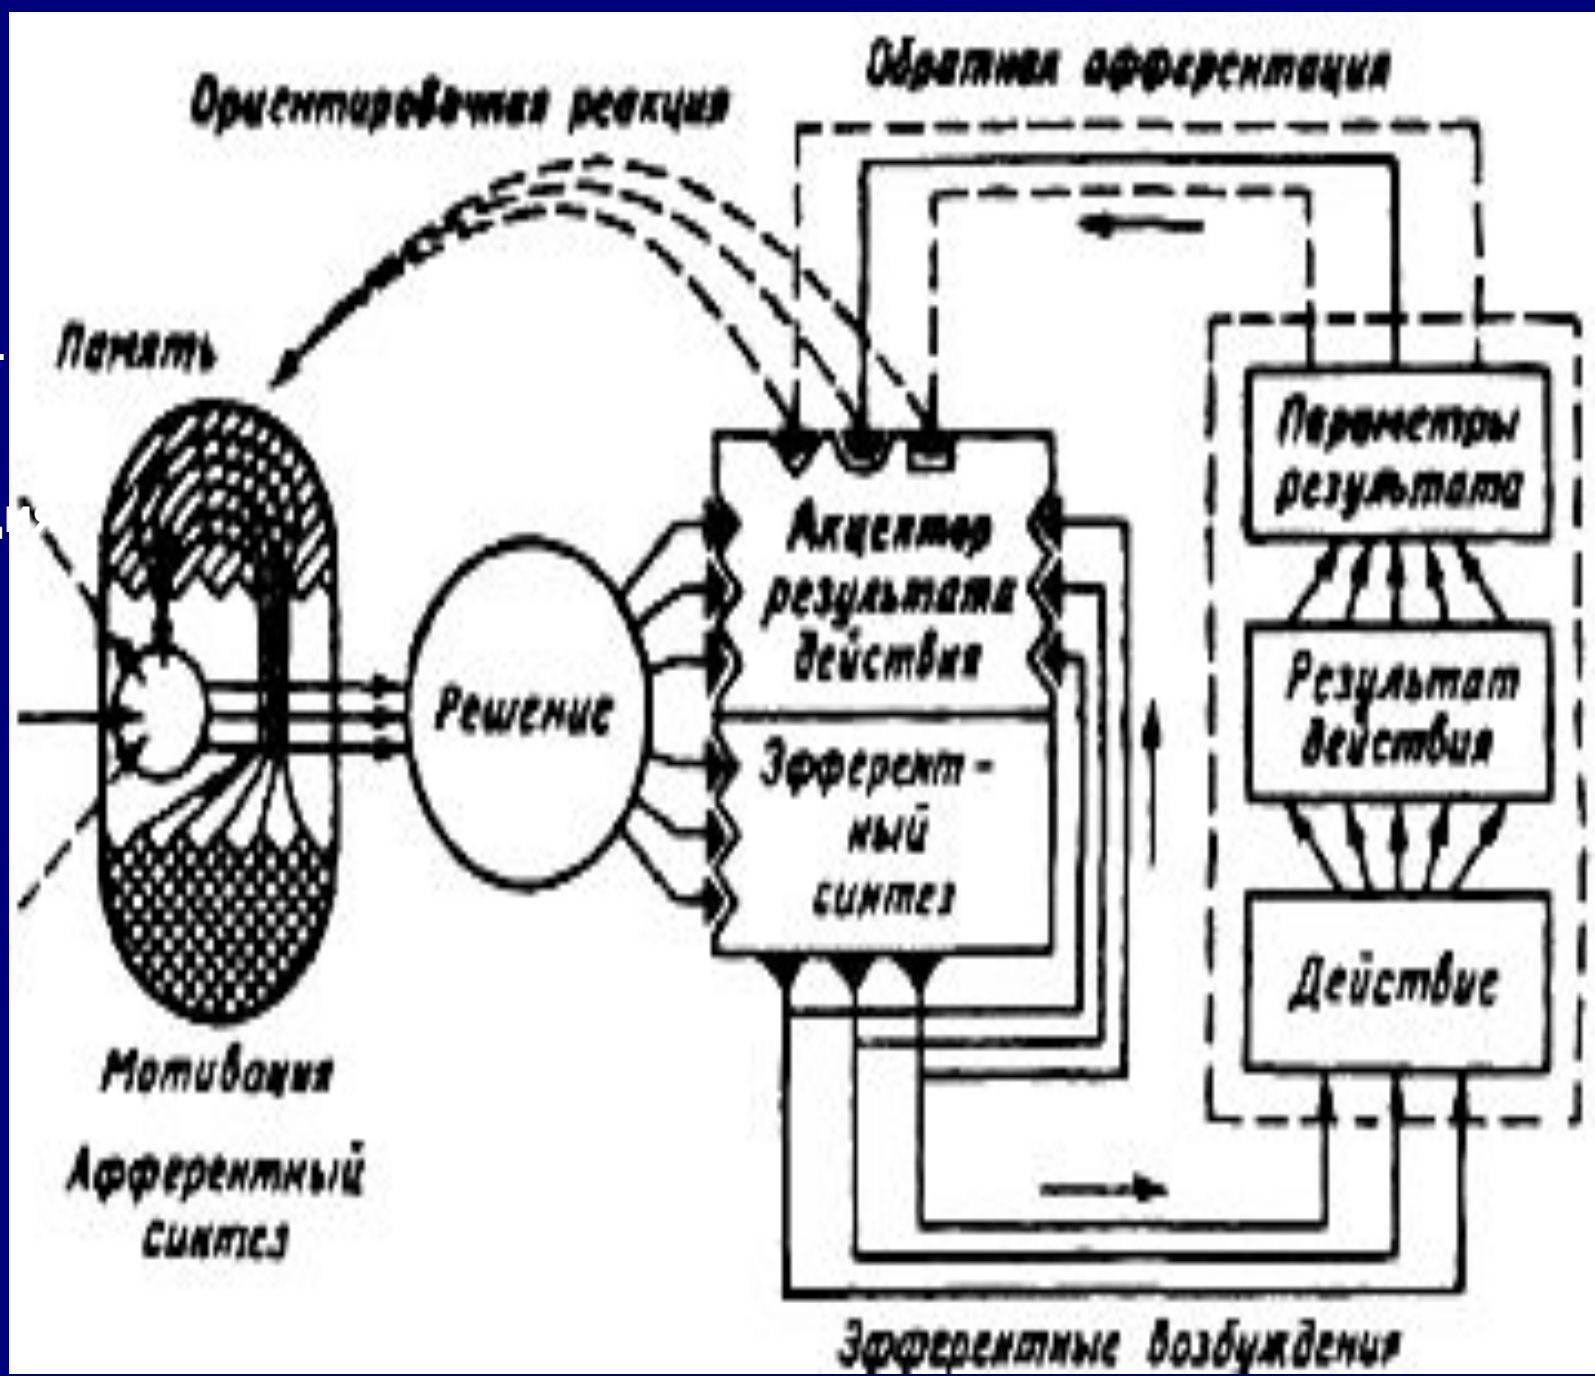 Обратная афферентация
Ориентировочная реакция
Память
Параметры
результата
Акцептор
результата
действия
Решение
Результат
действия
Эфферент-
ный
синтез
Действие
Мотивация
Афферентный
синтез
Эфферентные возбуждения